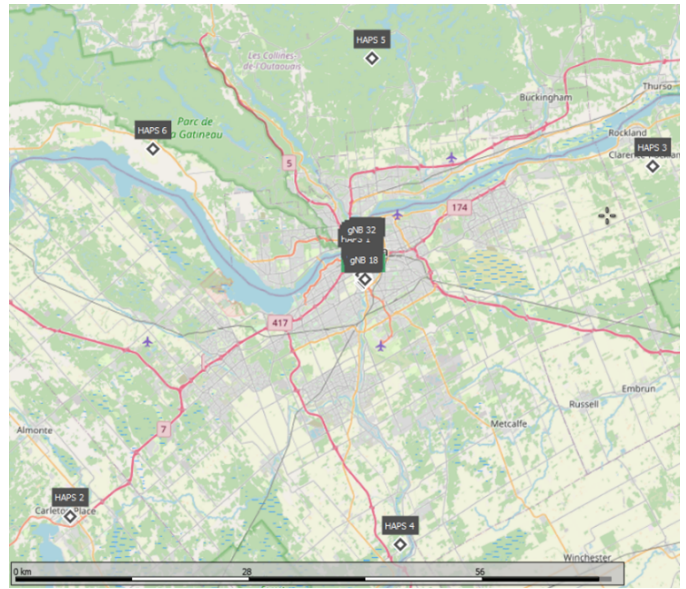 HAPS 5
Les Collines-
de-l'Outaouais
Buckingham
Thurso
Parc de
la Gatineau
HAPS 6
Rockland
HAPS 3
5
174
gNB 32
HAPS 1
gNB 18
417
Embrun
Russell
7
Almonte
Metcalfe
HAPS 2
Carleton Place
HAPS 4
Winchester
0 km
28
56